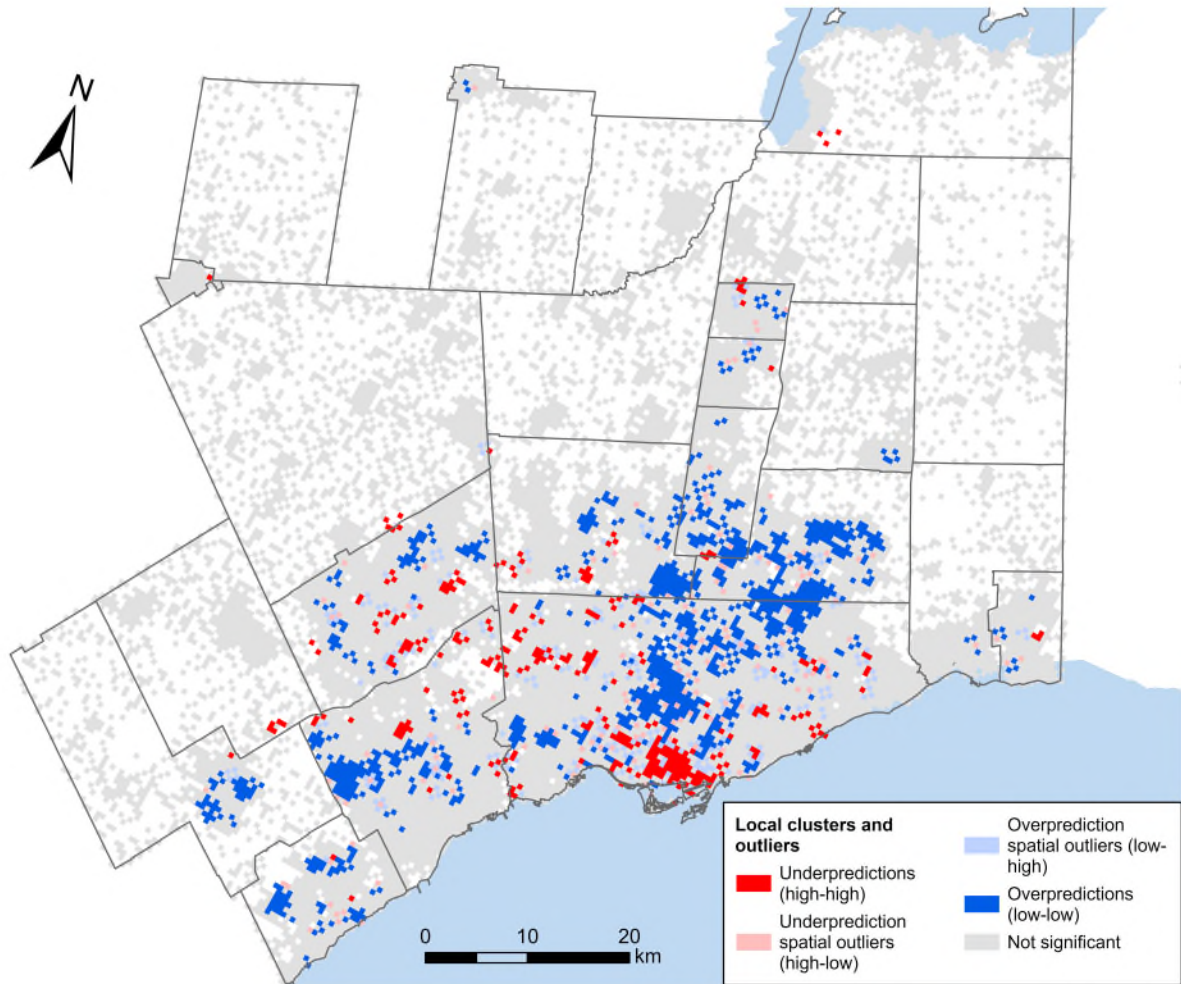 N
Local clusters and
outliers
Underpredictions
(high-high)
Underprediction
spatial outliers
(high-low)
Overprediction
spatial outliers (low-
high)
Overpredictions
(low-low)
Not significant
0 10 20
km